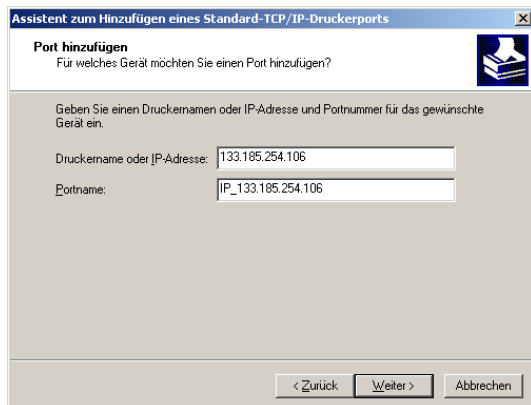 Assistent zum Hinzufügen eines Standard-TCP/IP-Druckerports
Port hinzufügen
Für welches Gerät möchten Sie einen Port hinzufügen?
Geben Sie einen Druckernamen oder IP-Adresse und Portnummer für das gewünschte
Gerät ein.
Druckername oder IP-Adresse: 133.185.254.106
Portname: IP_133.185.254.106
< Zurück Weiter > Abbrechen